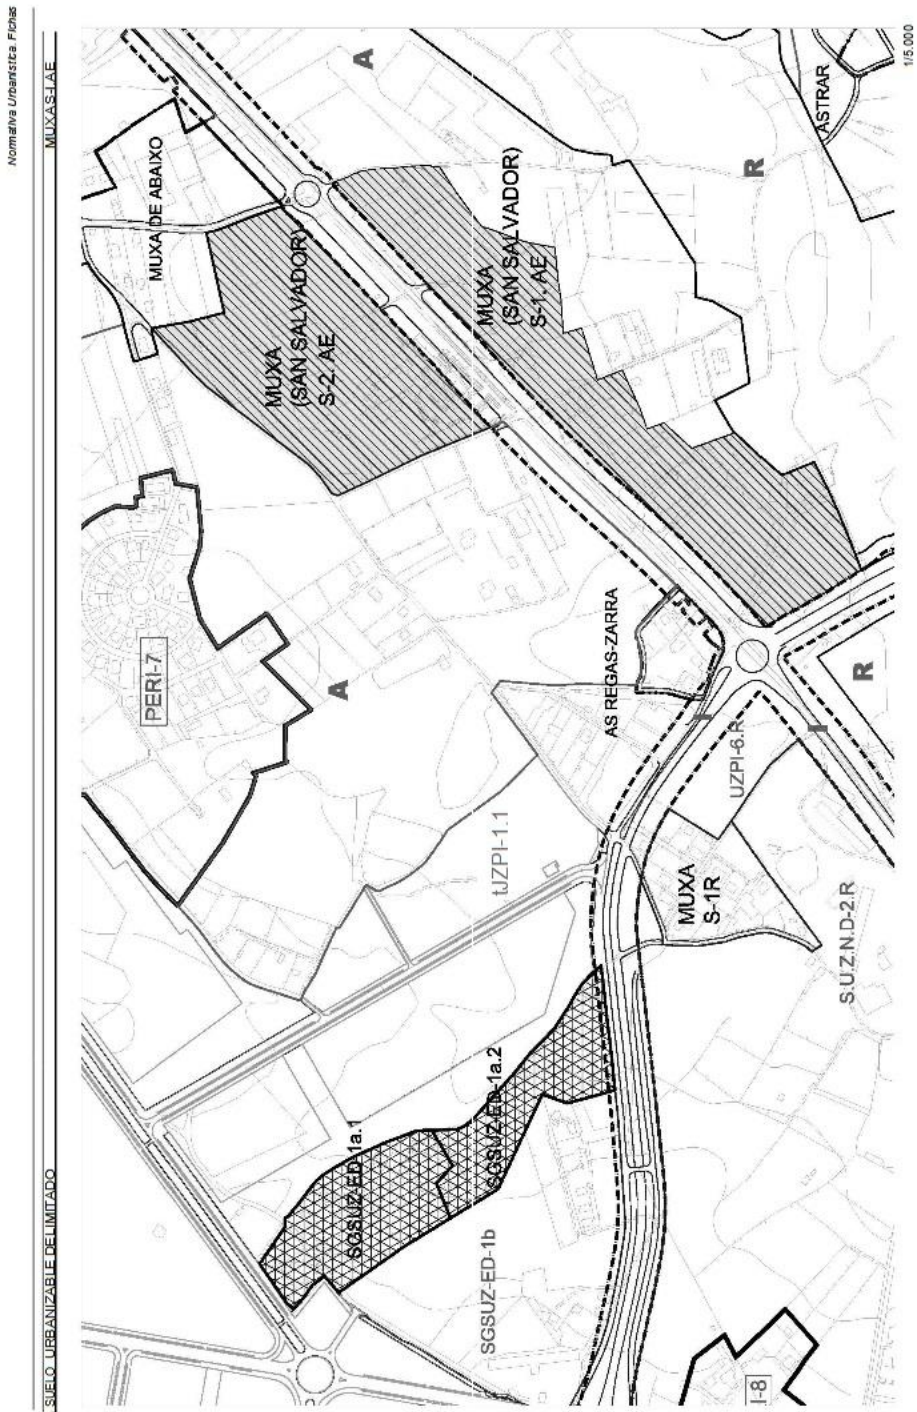 Normativa Urbanística. Fichas
SUELO URBANIZABLE DELIMITADO
MUXAS-1.AE
A
MUXA DE ABAIXO
ASTRAR
R
MUXA
(SAN SALVADOR)
S-2. AE
MUXA
(SAN SALVADOR)
S-1. AE
PERI-7
A
AS REGAS-ZARRA
R
I
I
UZPI-6.R
UZPI-1.1
MUXA
S-1R
S.U.Z.N.D-2.R
SGSUZ-ED-1a.1
SGSUZ-ED-1a.2
SGSUZ-ED-1b
I-8
1/5.000